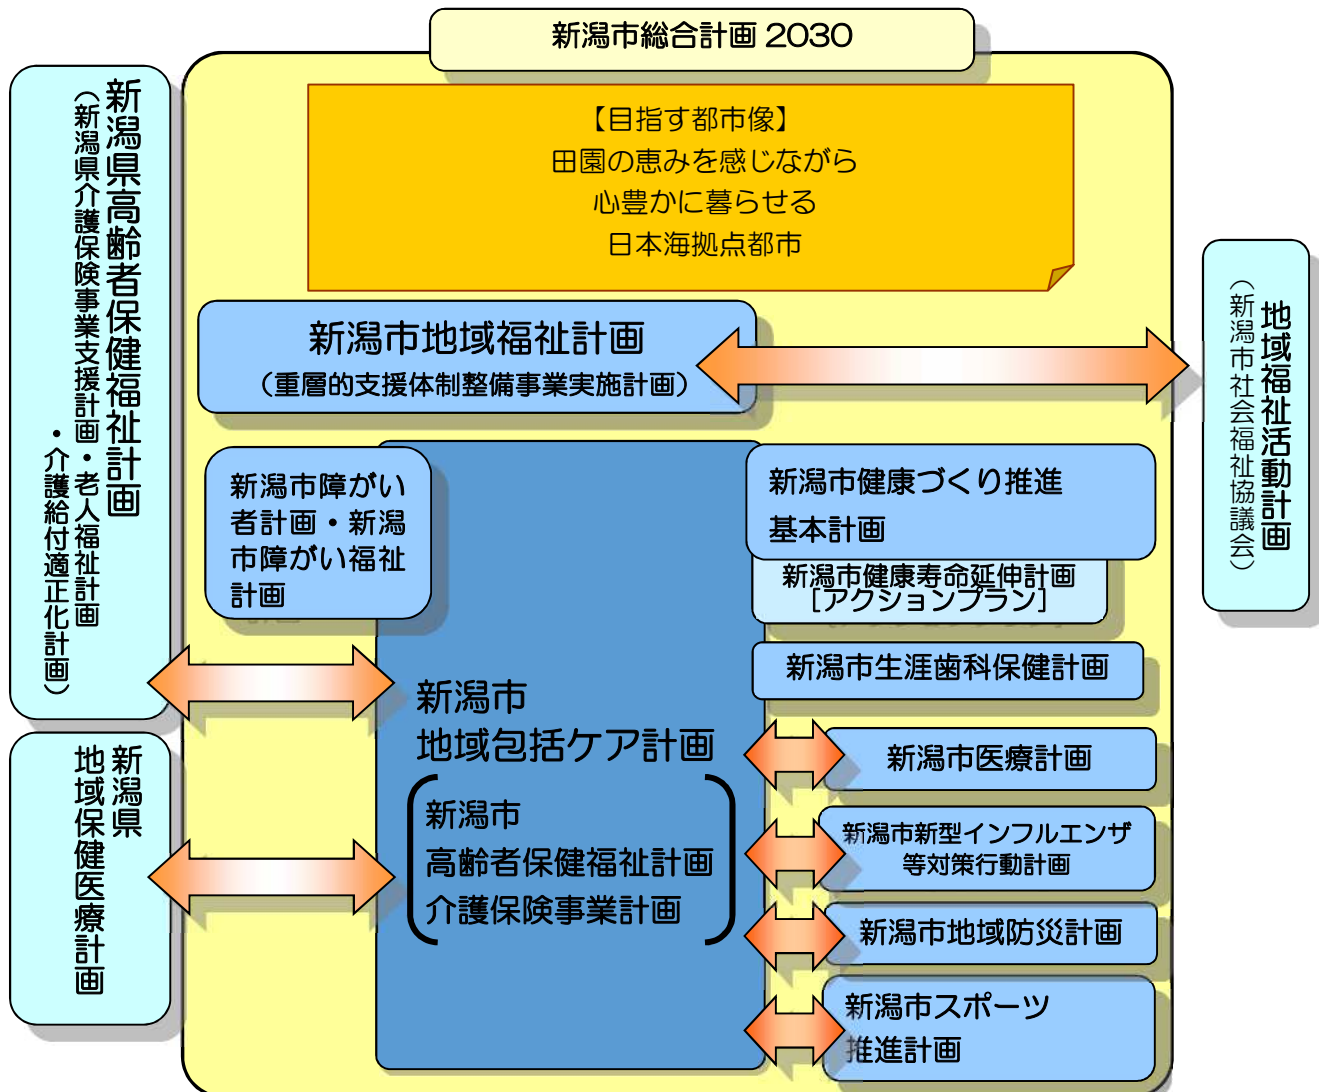 新潟市総合計画 2030
【目指す都市像】
田園の恵みを感じながら
心豊かに暮らせる
日本海拠点都市
新潟県高齢者保健福祉計画
（新潟県介護保険事業支援計画・老人福祉計画
・介護給付適正化計画）
新潟県
地域保健医療計画
新潟市地域福祉計画
（重層的支援体制整備事業実施計画）
地域福祉活動計画
（新潟市社会福祉協議会）
新潟市障がい
者計画・新潟
市障がい福祉
計画
新潟市
地域包括ケア計画
新潟市
高齢者保健福祉計画
介護保険事業計画
新潟市健康づくり推進
基本計画
新潟市健康寿命延伸計画
[アクションプラン]
新潟市生涯歯科保健計画
新潟市医療計画
新潟市新型インフルエンザ
等対策行動計画
新潟市地域防災計画
新潟市スポーツ
推進計画